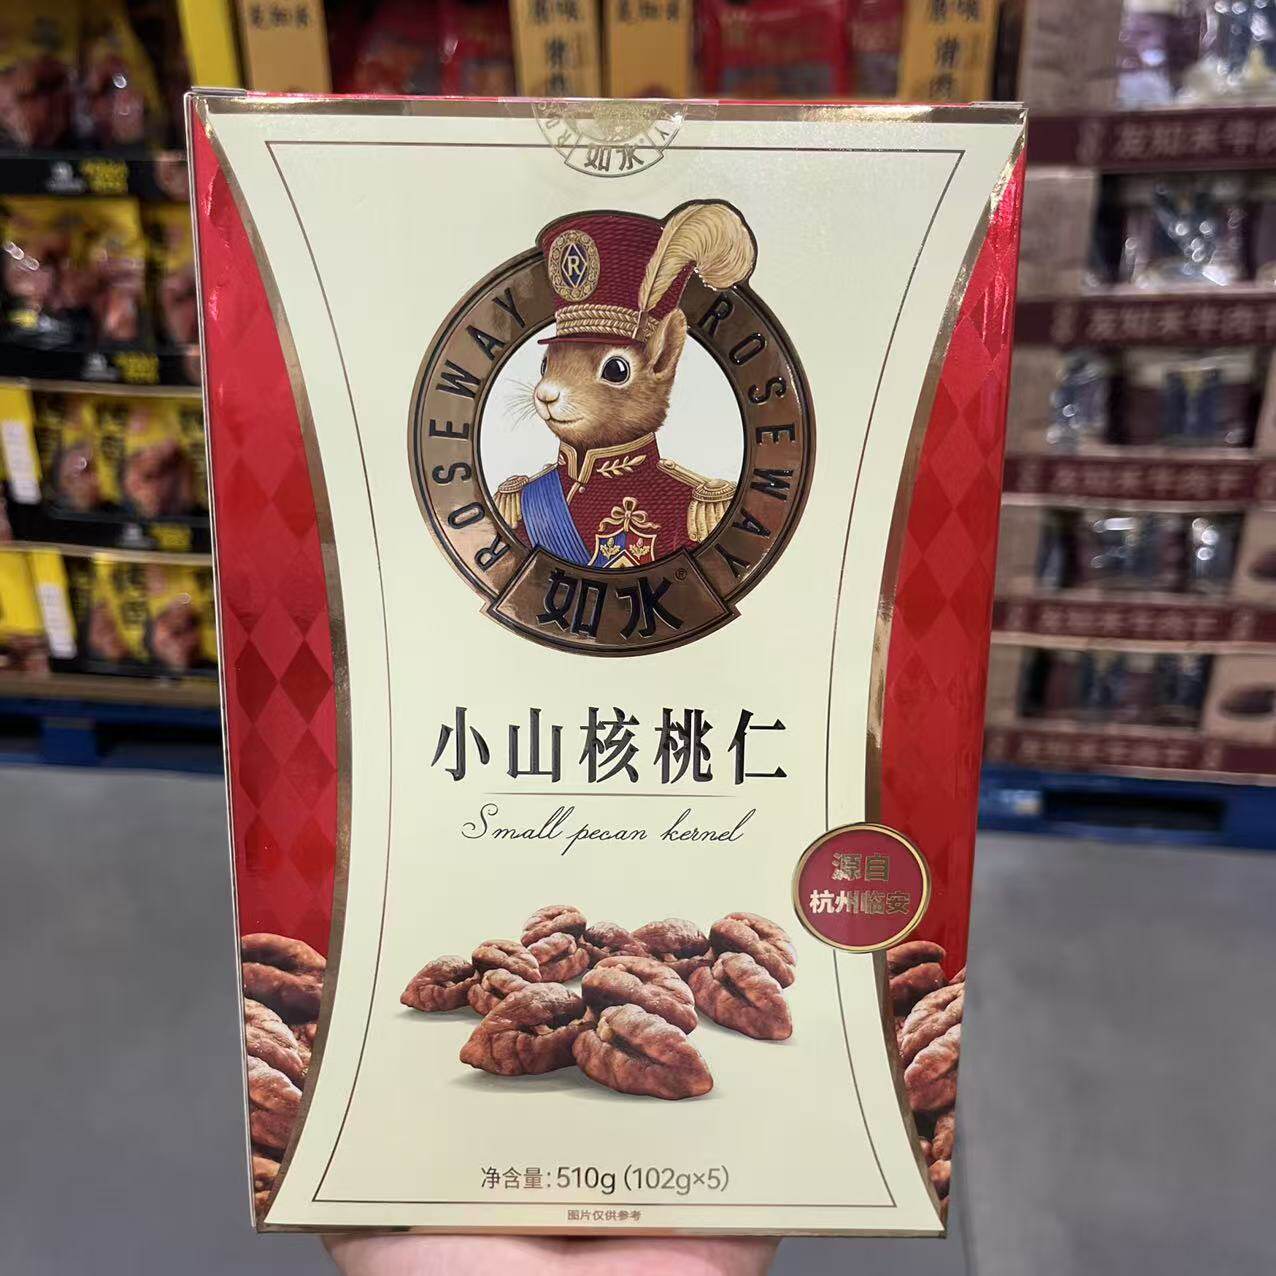 如水
R
ROSEWAY ROSEWAY
如水®
小山核桃仁
Small pecan kernel
源自
杭州临安
净含量:510g(102g×5)
图片仅供参考